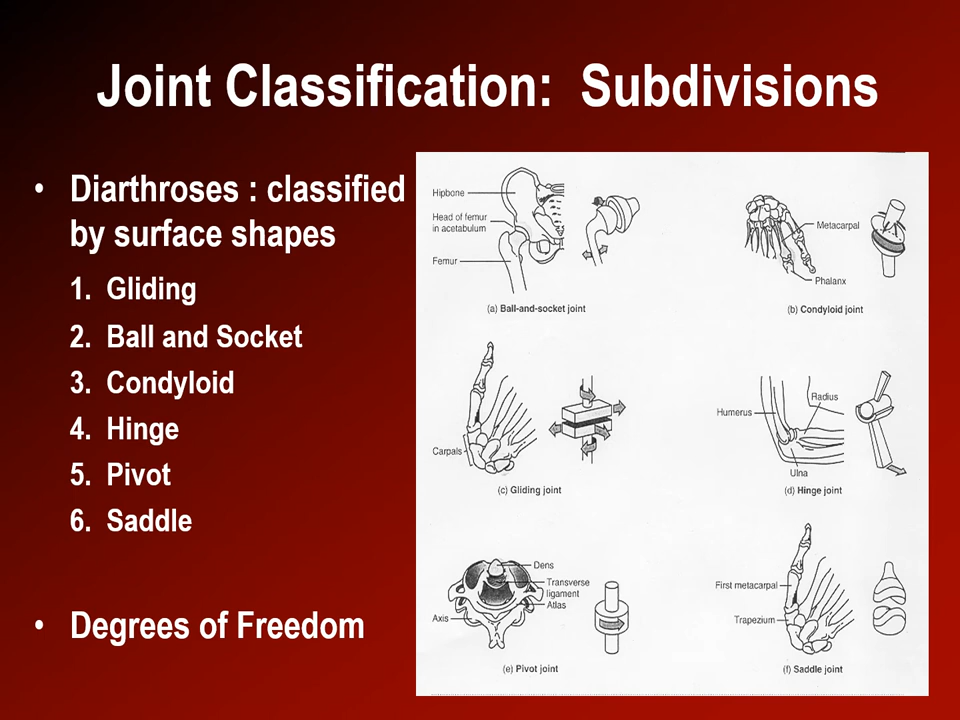 Joint Classification: Subdivisions
• Diarthroses : classified
by surface shapes
1. Gliding
2. Ball and Socket
3. Condyloid
4. Hinge
5. Pivot
6. Saddle
• Degrees of Freedom
Hipbone
Head of femur
in acetabulum
Femur
(a) Ball-and-socket joint
Metacarpal
Phalanx
(b) Condyloid joint
Carpals
(c) Gliding joint
Humerus
Radius
Ulna
(d) Hinge joint
Dens
Transverse
ligament
Atlas
Axis
(e) Pivot joint
First metacarpal
Trapezium
(f) Saddle joint